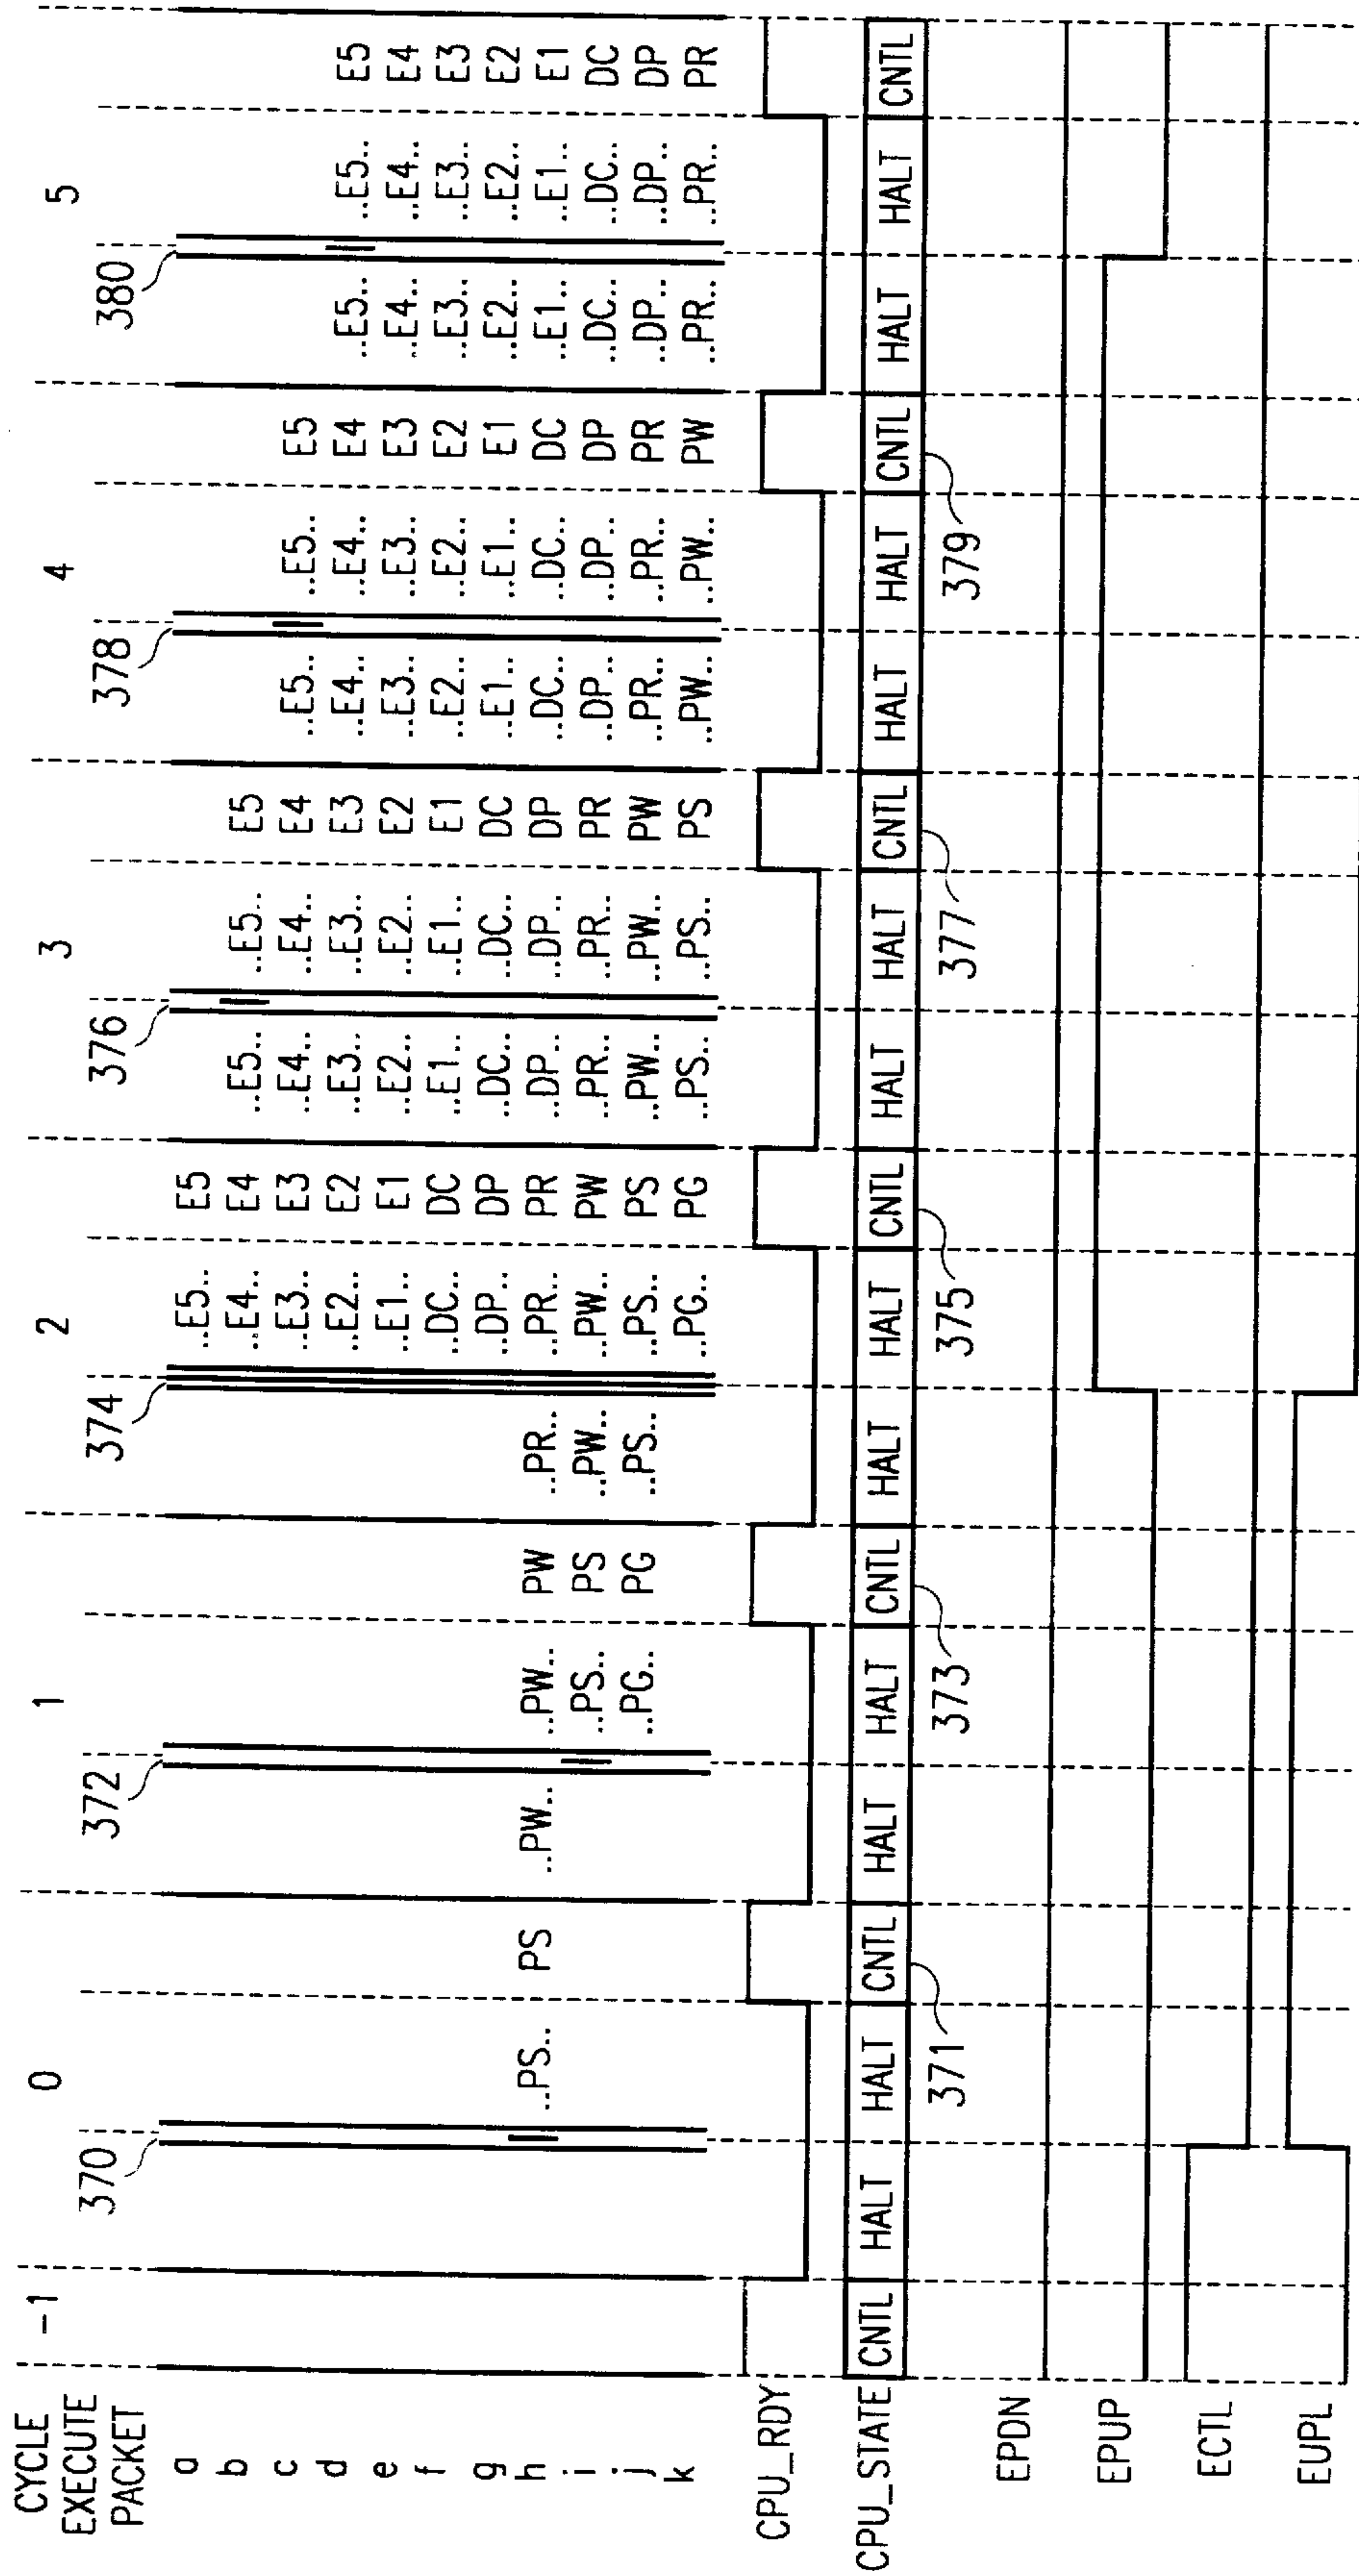 CYCLE -1 0 1 2 3 4 5
EXECUTE 370 372 374 376 378 380
PACKET
a ..E5.. E5
b ..E4.. E4 ..E5.. ..E5.. E5
c ..E3.. E3 ..E4.. ..E4.. E4 ..E5.. ..E5.. E5
d ..E2.. E2 ..E3.. ..E3.. E3 ..E4.. ..E4.. E4 ..E5.. ..E5.. E5
e ..E1.. E1 ..E2.. ..E2.. E2 ..E3.. ..E3.. E3 ..E4.. ..E4.. E4
f ..DC.. DC ..E1.. ..E1.. E1 ..E2.. ..E2.. E2 ..E3.. ..E3.. E3
g ..DP.. DP ..DC.. ..DC.. DC ..E1.. ..E1.. E1 ..E2.. ..E2.. E2
h ..PS.. PS ..PW.. ..PW.. PW ..PR.. ..PR.. PR ..DP.. ..DP.. DP ..DC.. ..DC.. DC ..E1.. ..E1.. E1
i ..PS.. PS ..PW.. ..PW.. PW ..PR.. ..PR.. PR ..DP.. ..DP.. DP ..DC.. ..DC.. DC
j ..PG.. PG ..PS.. ..PS.. PS ..PW.. ..PW.. PW ..PR.. ..PR.. PR ..DP.. ..DP.. DP
k ..PG.. PG ..PS.. ..PS.. PS ..PW.. ..PW.. PW ..PR.. ..PR.. PR
CPU_RDY
CPU_STATE CNTL HALT HALT CNTL HALT HALT CNTL HALT HALT CNTL HALT HALT CNTL HALT HALT CNTL HALT HALT CNTL
371 373 375 377 379
EPDN
EPUP
ECTL
EUPL